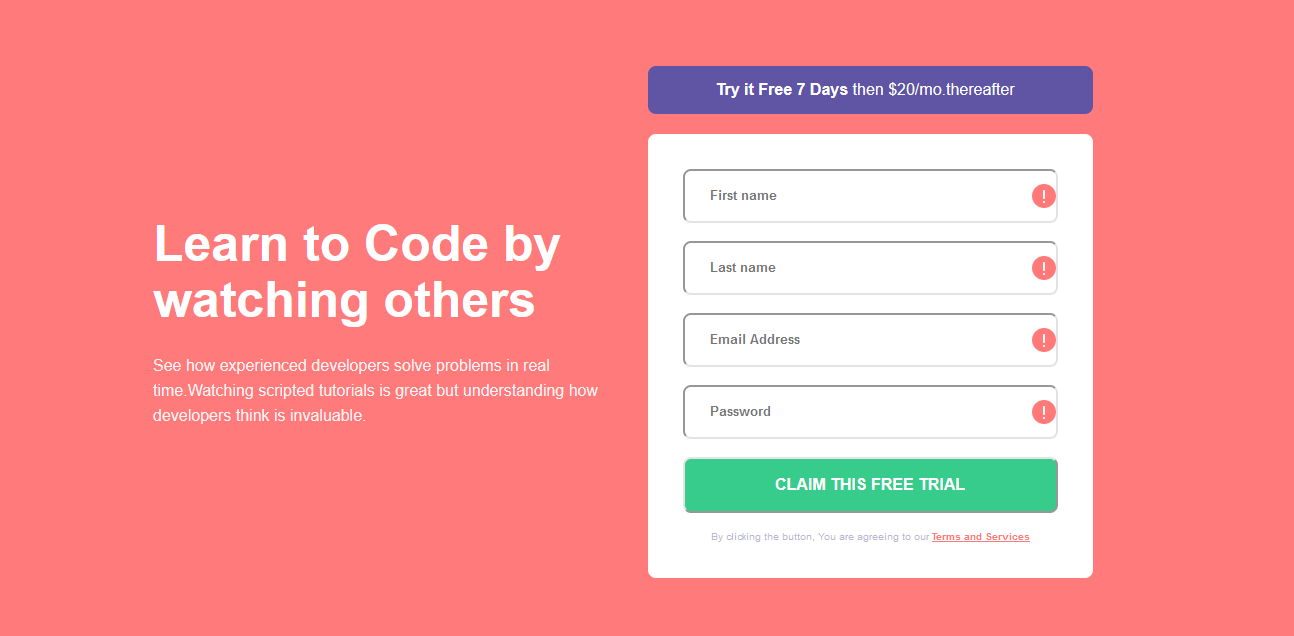 Learn to Code by
watching others
See how experienced developers solve problems in real
time.Watching scripted tutorials is great but understanding how
developers think is invaluable.
Try it Free 7 Days then $20/mo.thereafter
First name
Last name
Email Address
Password
CLAIM THIS FREE TRIAL
By clicking the button, You are agreeing to our Terms and Services